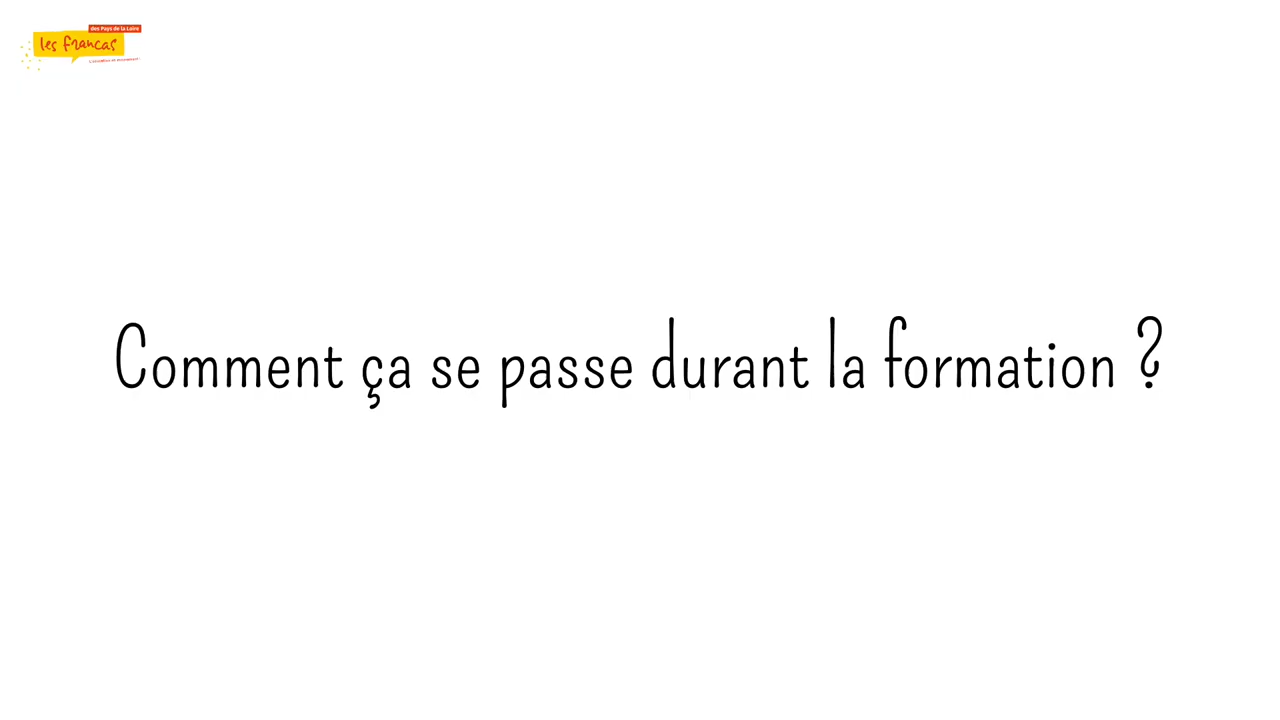 des Pays de la Loire
les francas
Comment ça se passe durant la formation ?